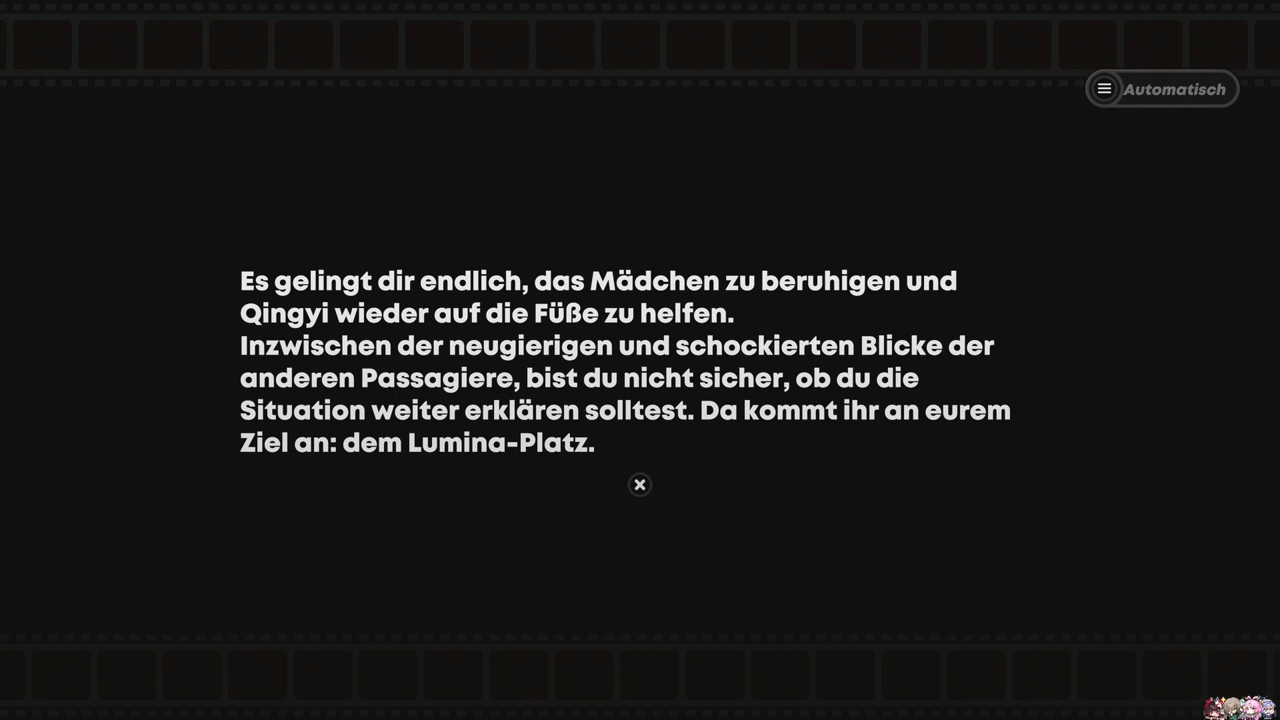 Automatisch
Es gelingt dir endlich, das Mädchen zu beruhigen und
Qingyi wieder auf die Füße zu helfen.
Inzwischen der neugierigen und schockierten Blicke der
anderen Passagiere, bist du nicht sicher, ob du die
Situation weiter erklären solltest. Da kommt ihr an eurem
Ziel an: dem Lumina-Platz.